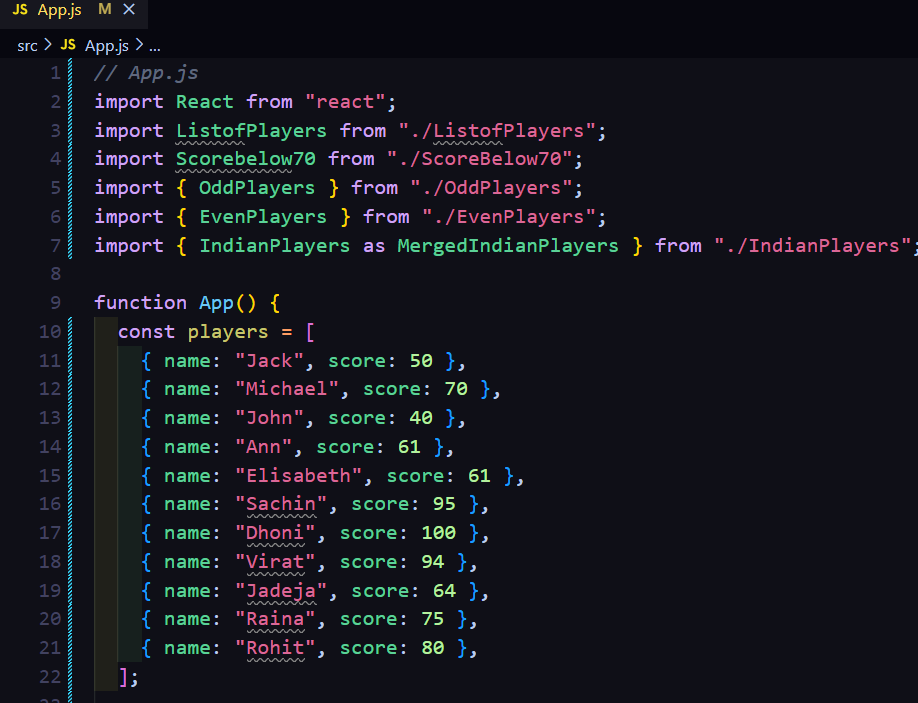 JS App.js M ×
src > JS App.js > ...
1 // App.js
2 import React from "react";
3 import ListofPlayers from "./ListofPlayers";
4 import Scorebelow70 from "./ScoreBelow70";
5 import { OddPlayers } from "./OddPlayers";
6 import { EvenPlayers } from "./EvenPlayers";
7 import { IndianPlayers as MergedIndianPlayers } from "./IndianPlayers";
8
9 function App() {
10 const players = [
11 { name: "Jack", score: 50 },
12 { name: "Michael", score: 70 },
13 { name: "John", score: 40 },
14 { name: "Ann", score: 61 },
15 { name: "Elisabeth", score: 61 },
16 { name: "Sachin", score: 95 },
17 { name: "Dhoni", score: 100 },
18 { name: "Virat", score: 94 },
19 { name: "Jadeja", score: 64 },
20 { name: "Raina", score: 75 },
21 { name: "Rohit", score: 80 },
22 ];